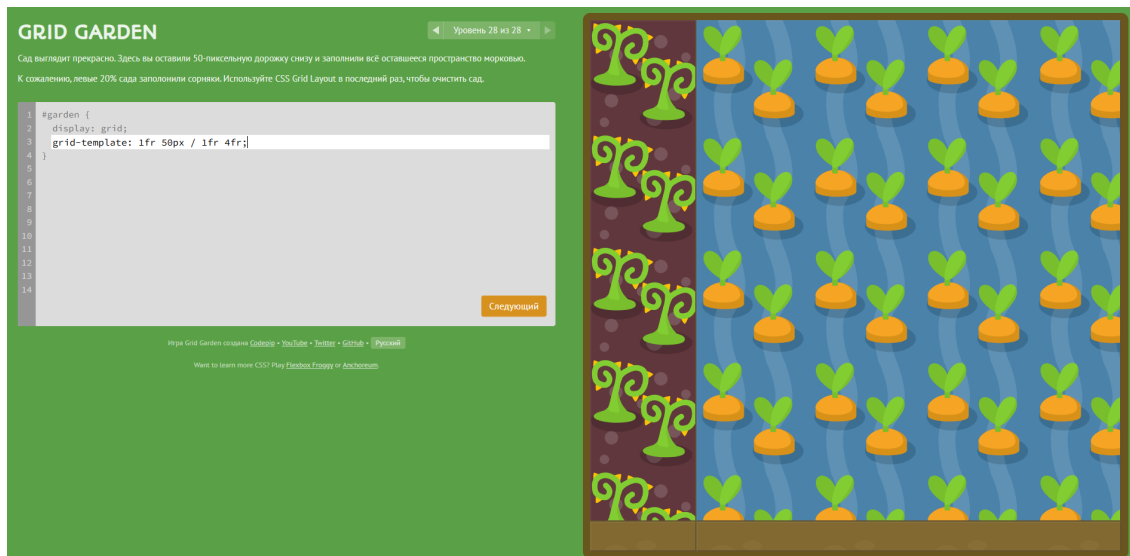 GRID GARDEN
◀ Уровень 28 из 28 ▾ ▶
Сад выглядит прекрасно. Здесь вы оставили 50-пиксельную дорожку снизу и заполнили всё оставшееся пространство морковью.
К сожалению, левые 20% сада заполонили сорняки. Используйте CSS Grid Layout в последний раз, чтобы очистить сад.
1 #garden {
2 display: grid;
3 grid-template: 1fr 50px / 1fr 4fr;
4 }
5
6
7
8
9
10
11
12
13
14
Следующий
Игра Grid Garden создана Codepip • YouTube • Twitter • GitHub • Русский
Want to learn more CSS? Play Flexbox Froggy or Anchoreum.